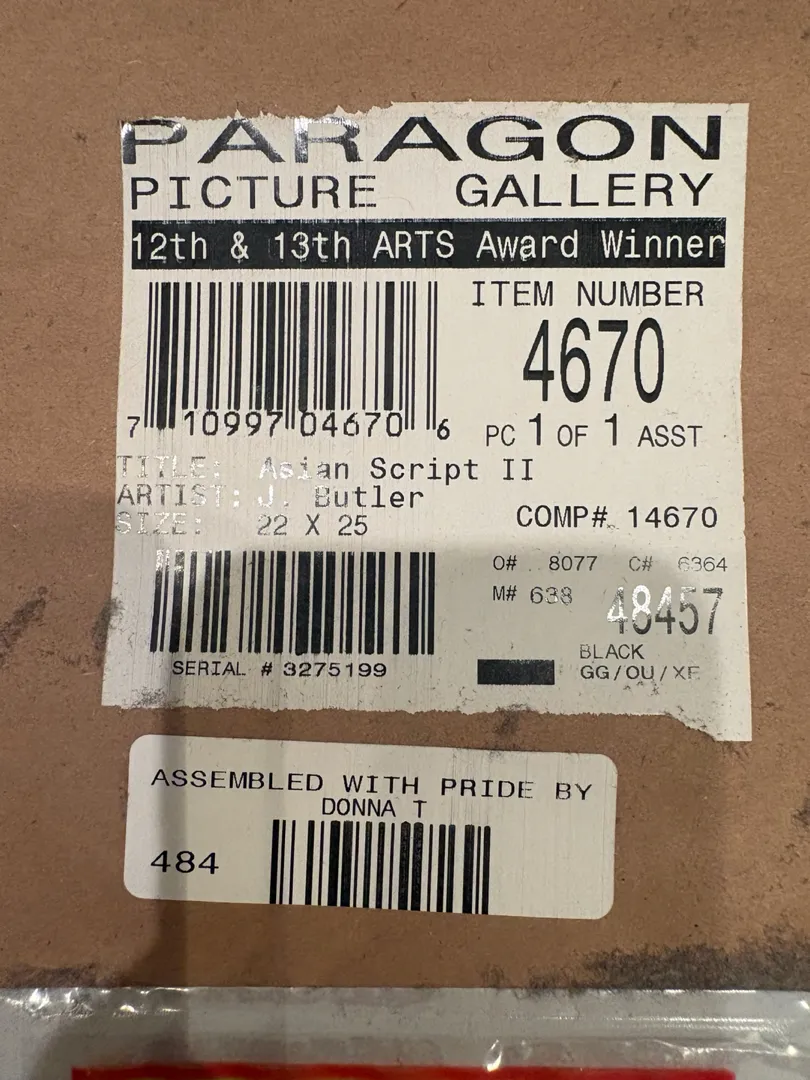 PARAGON
PICTURE GALLERY
12th & 13th ARTS Award Winner
ITEM NUMBER
4670
7 10997 04670 6
PC 1 OF 1 ASST
TITLE: Asian Script II
ARTIST: J. Butler
SIZE: 22 X 25
COMP#. 14670
O# 8077 C# 6364
M# 638 48457
BLACK
GG/OU/XF
SERIAL # 3275199
ASSEMBLED WITH PRIDE BY
DONNA T
484